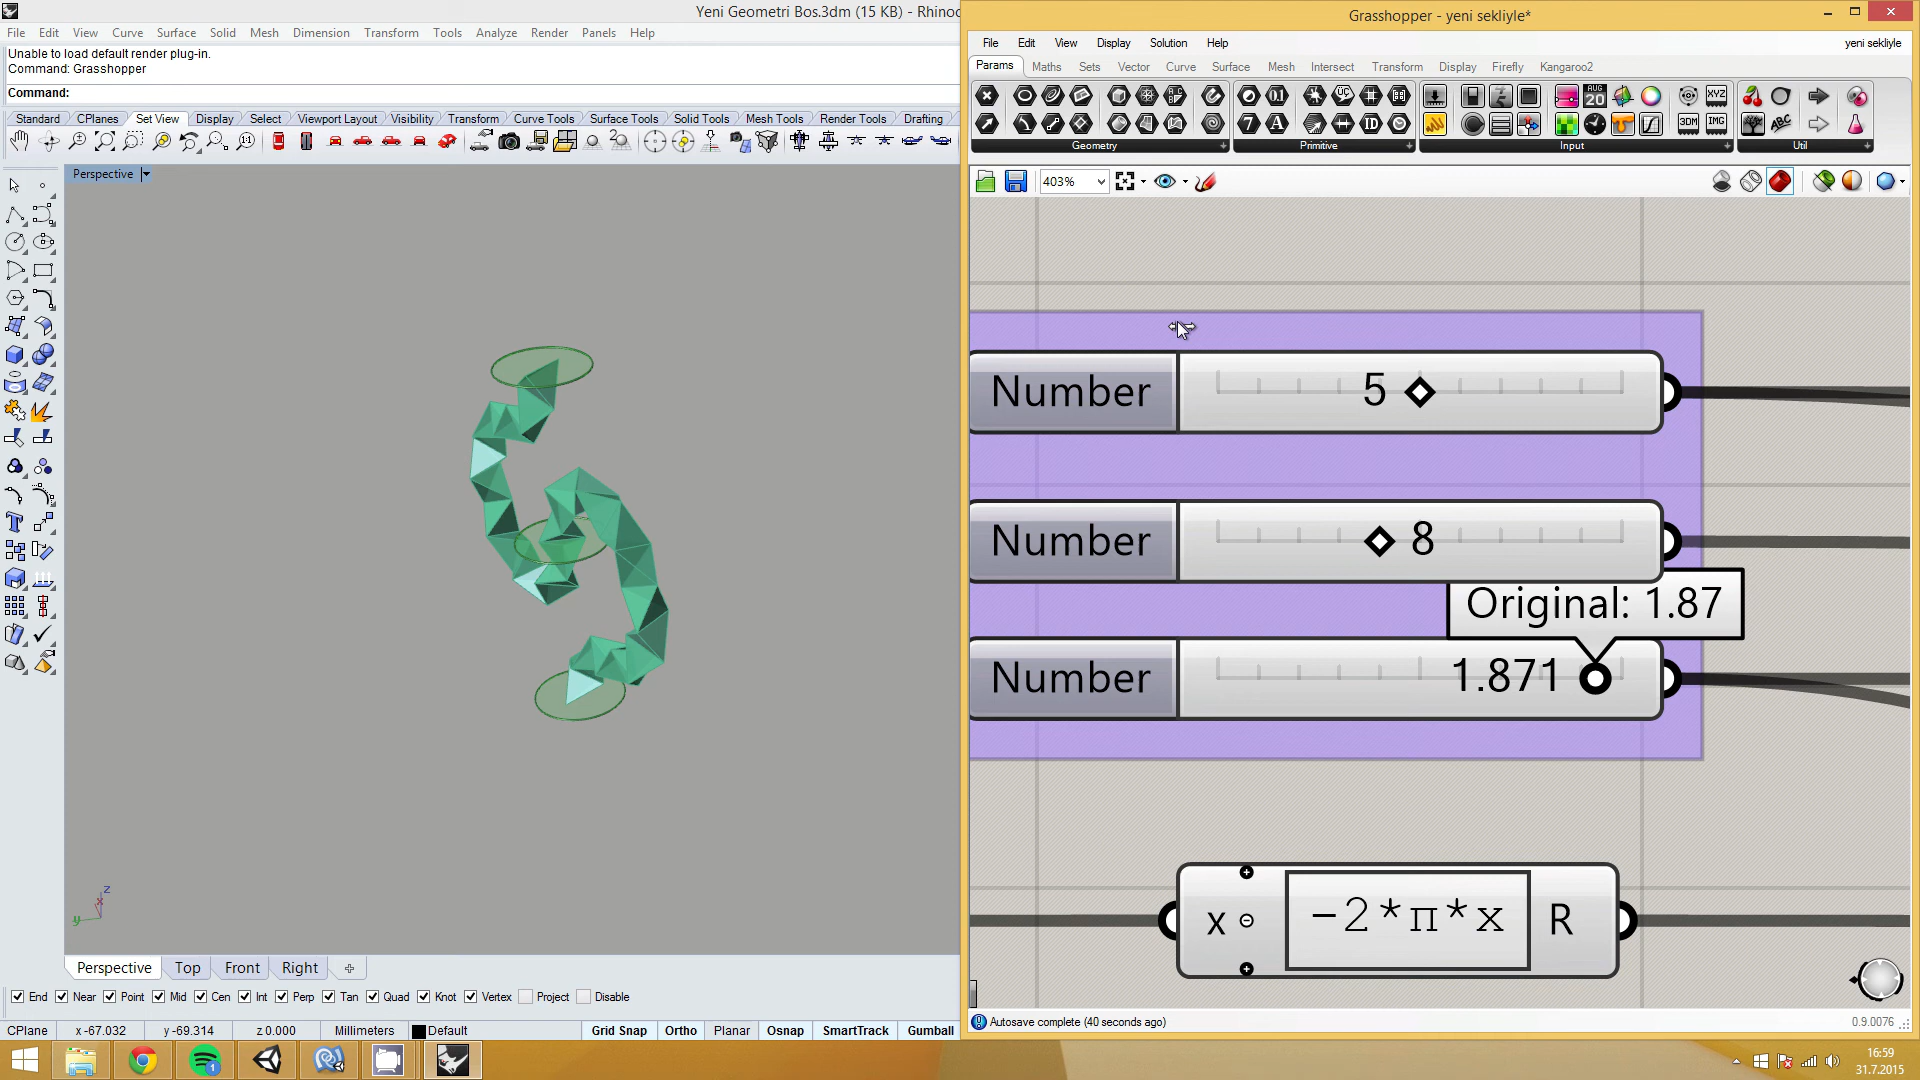 Yeni Geometri Bos.3dm (15 KB) - Rhinoc
File Edit View Curve Surface Solid Mesh Dimension Transform Tools Analyze Render Panels Help
Unable to load default render plug-in.
Command: Grasshopper
Command:
Standard CPlanes Set View Display Select Viewport Layout Visibility Transform Curve Tools Surface Tools Solid Tools Mesh Tools Render Tools Drafting
Perspective
z
x
y
Perspective Top Front Right
End Near Point Mid Cen Int Perp Tan Quad Knot Vertex Project Disable
CPlane x -67.032 y -69.314 z 0.000 Millimeters Default Grid Snap Ortho Planar Osnap SmartTrack Gumball
Grasshopper - yeni sekliyle*
File Edit View Display Solution Help yeni sekliyle
Params Maths Sets Vector Curve Surface Mesh Intersect Transform Display Firefly Kangaroo2
Geometry Primitive Input Util
403%
Number 5
Number 8
Original: 1.87
Number 1.871
x -2*π*x R
Autosave complete (40 seconds ago) 0.9.0076
16:59
31.7.2015